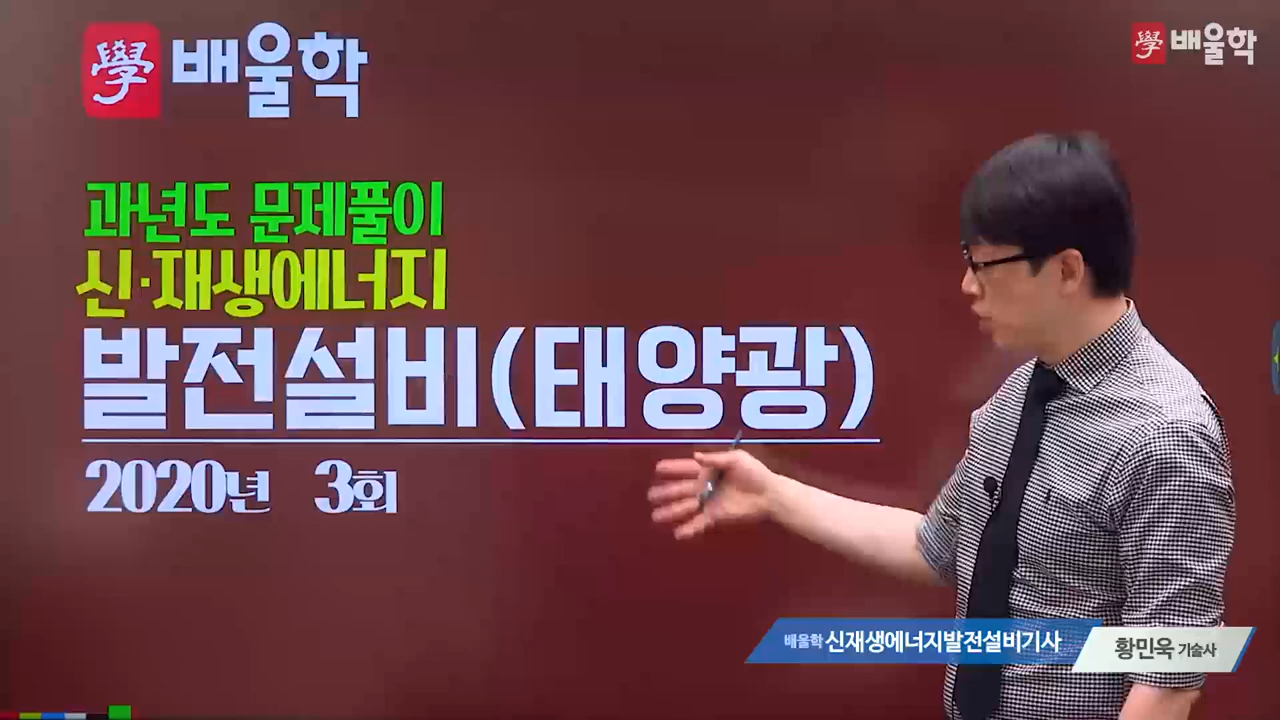 學 배울학
學 배울학
과년도 문제풀이
신·재생에너지
발전설비(태양광)
2020년 3회
배울학 신재생에너지발전설비기사
황민욱 기술사